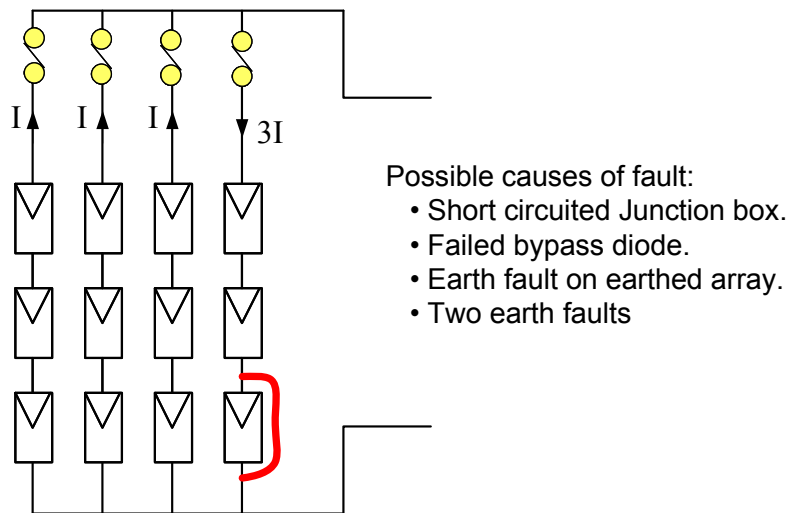 I I I 3I
Possible causes of fault:
• Short circuited Junction box.
• Failed bypass diode.
• Earth fault on earthed array.
• Two earth faults